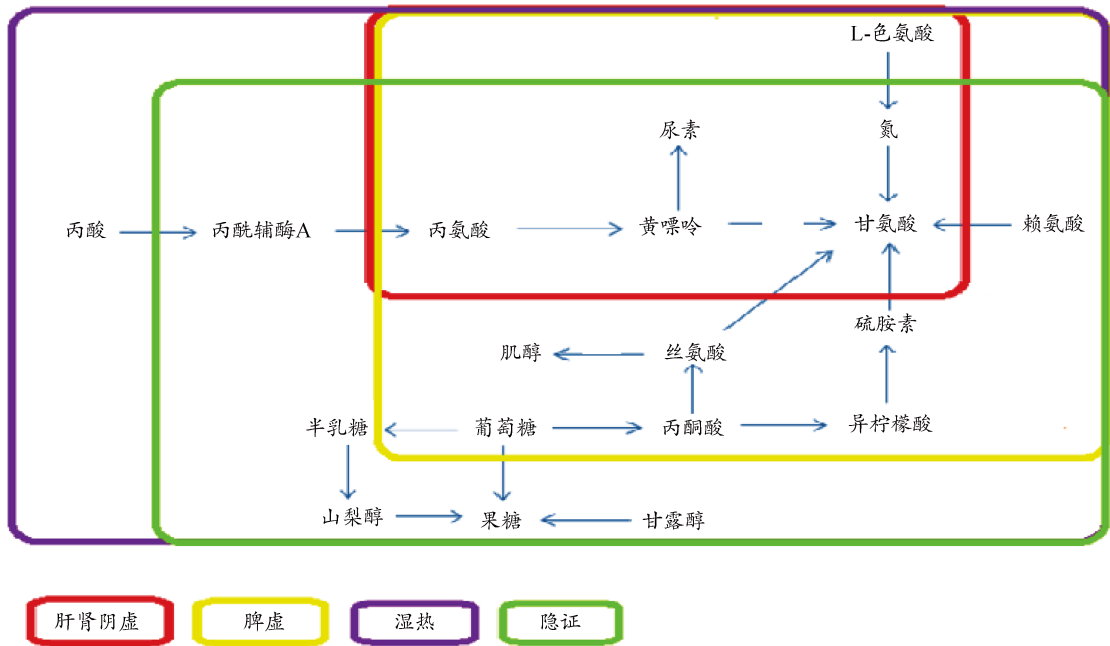 L-色氨酸
尿素
氮
丙酸
丙酰辅酶A
丙氨酸
黄嘌呤
甘氨酸
赖氨酸
硫胺素
肌醇
丝氨酸
半乳糖
葡萄糖
丙酮酸
异柠檬酸
山梨醇
果糖
甘露醇
肝肾阴虚
脾虚
湿热
隐证